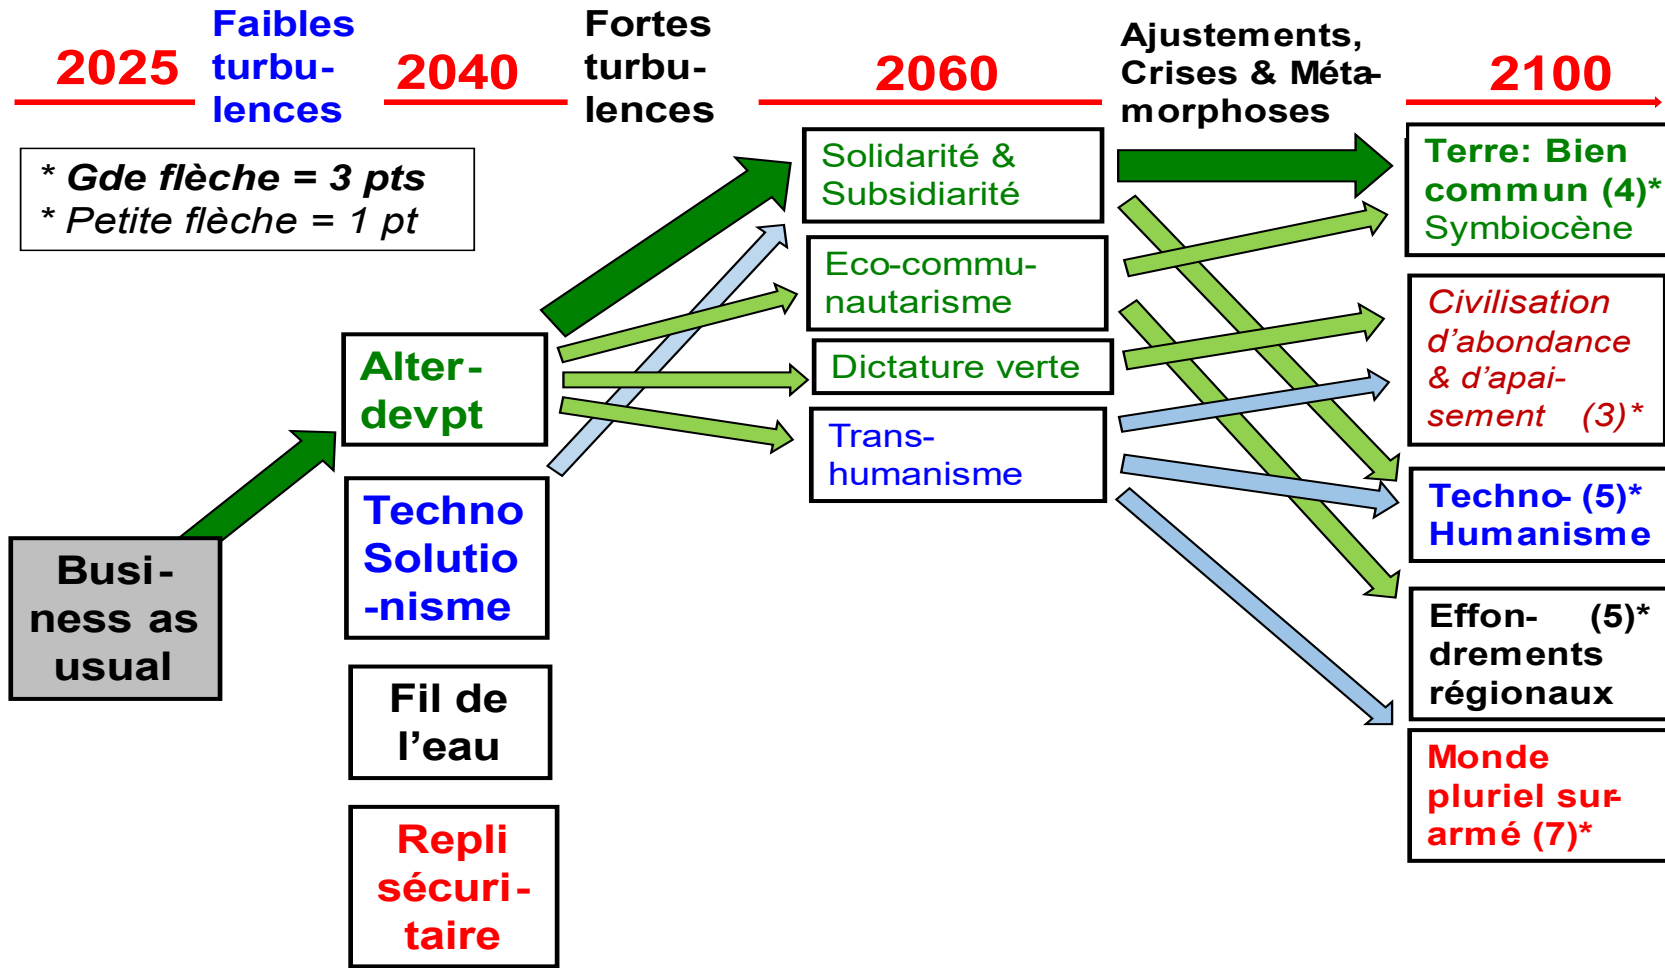 2025
Faibles
turbu-
lences
2040
Fortes
turbu-
lences
2060
Ajustements,
Crises & Méta-
morphoses
2100
* Gde flèche = 3 pts
* Petite flèche = 1 pt
Busi-
ness as
usual
Alter-
devpt
Techno
Solutio
-nisme
Fil de
l’eau
Repli
sécuri-
taire
Solidarité &
Subsidiarité
Eco-commu-
nautarisme
Dictature verte
Trans-
humanisme
Terre: Bien
commun (4)*
Symbiocène
Civilisation
d’abondance
& d’apai-
sement (3)*
Techno- (5)*
Humanisme
Effon- (5)*
drements
régionaux
Monde
pluriel sur-
armé (7)*